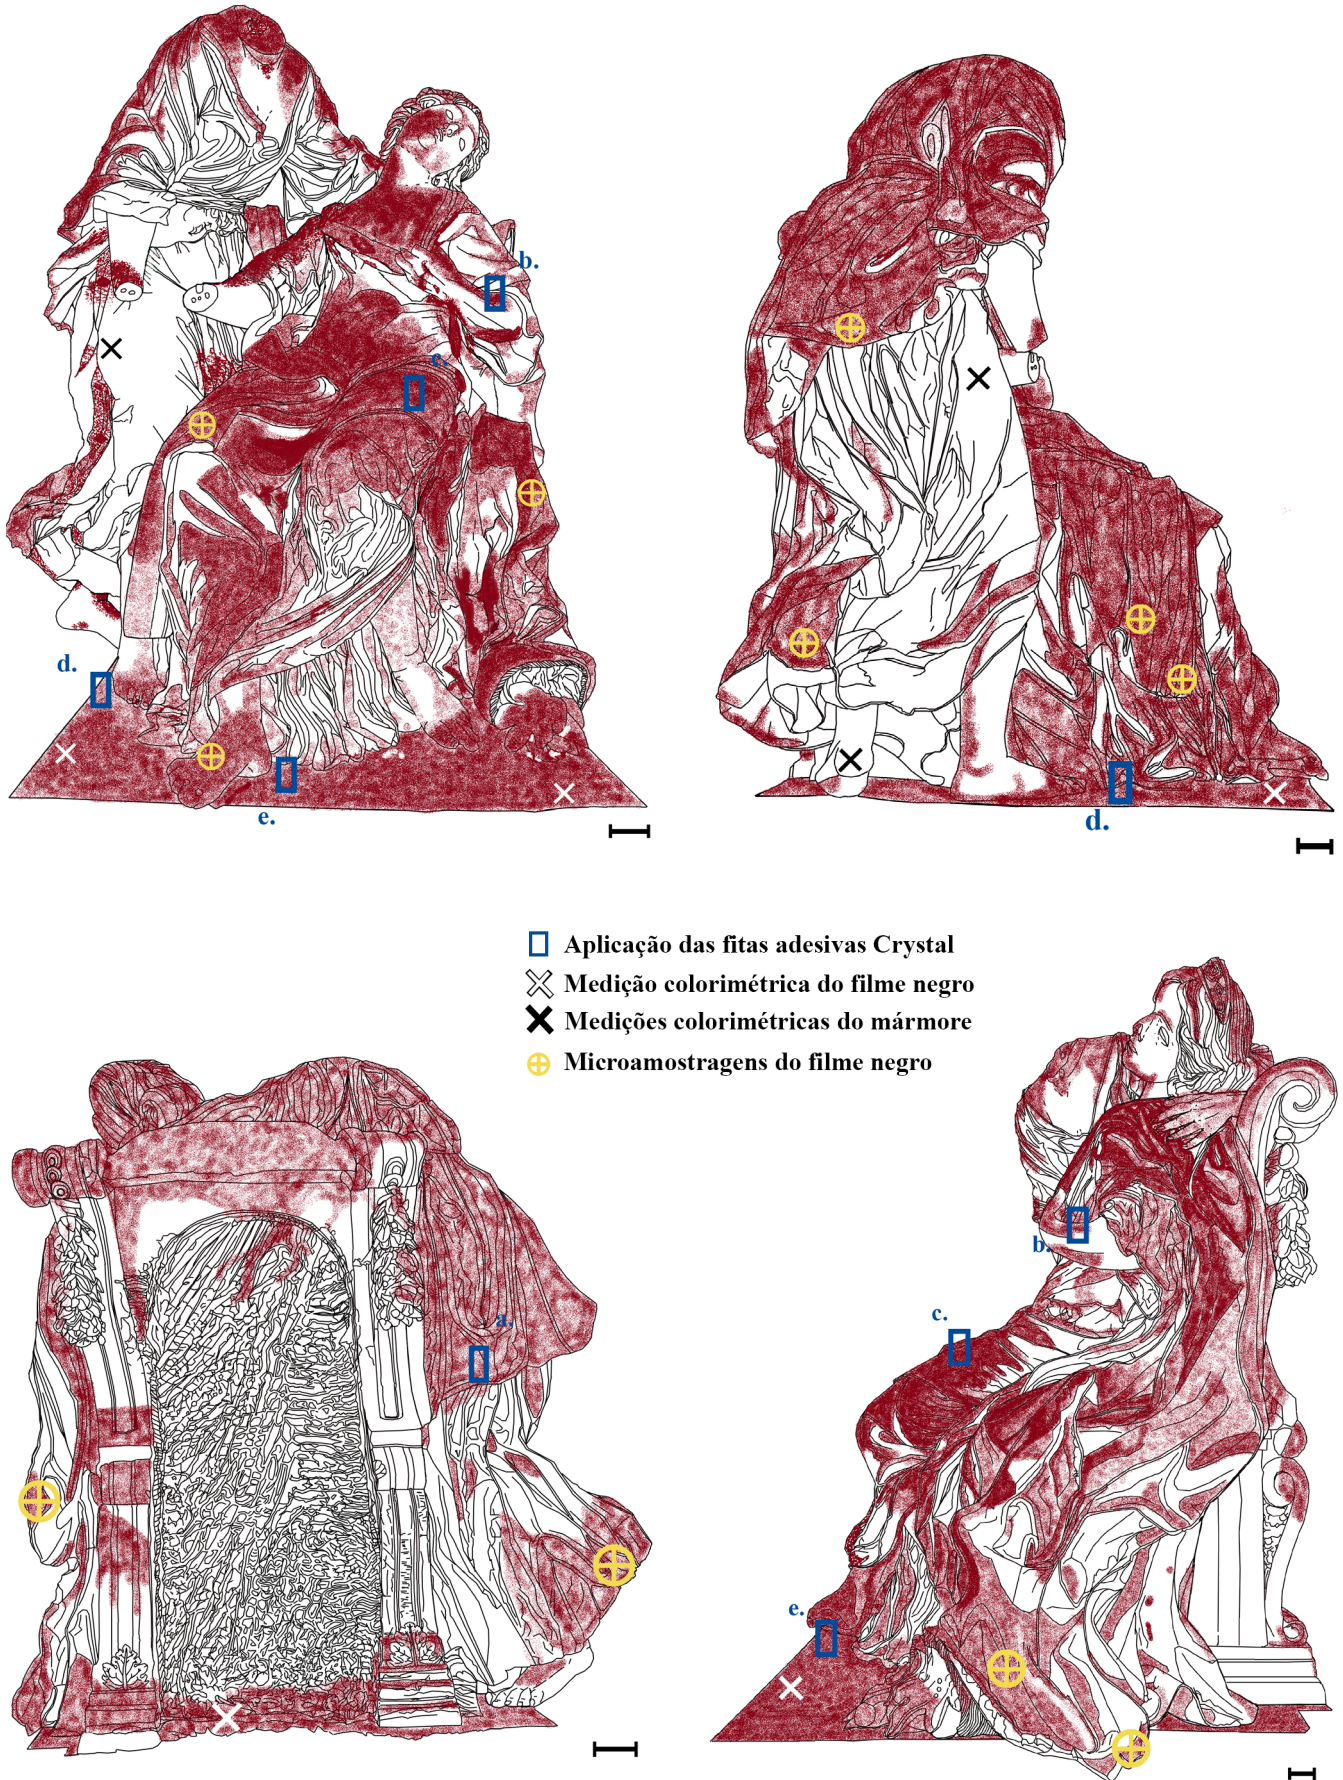 b.
c.
d.
e.
d.
Aplicação das fitas adesivas Crystal
Medição colorimétrica do filme negro
Medições colorimétricas do mármore
Microamostragens do filme negro
a.
b.
c.
e.